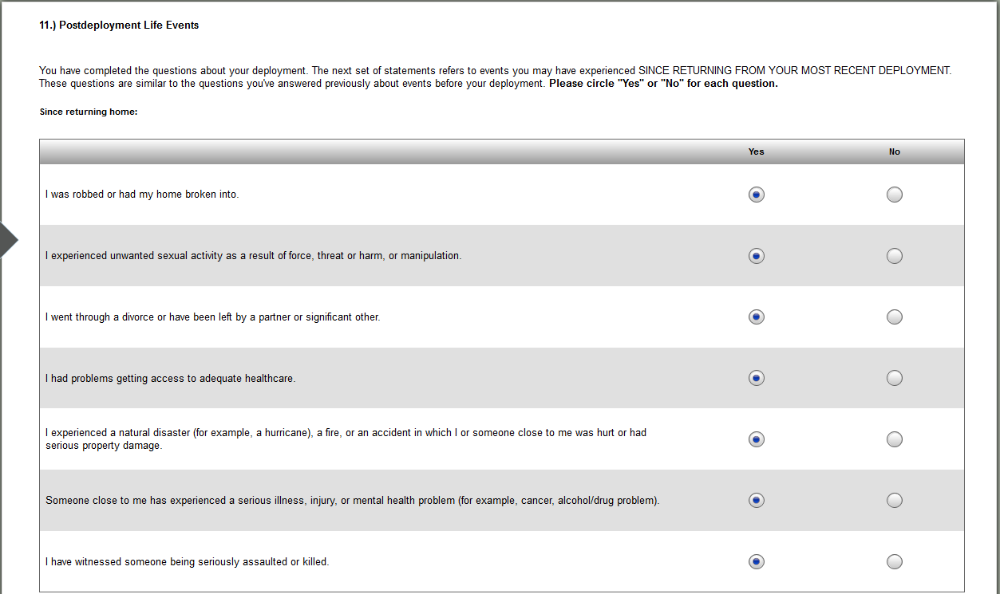 11.) Postdeployment Life Events
You have completed the questions about your deployment. The next set of statements refers to events you may have experienced SINCE RETURNING FROM YOUR MOST RECENT DEPLOYMENT.
These questions are similar to the questions you've answered previously about events before your deployment. Please circle "Yes" or "No" for each question.
Since returning home:
Yes No
I was robbed or had my home broken into.
I experienced unwanted sexual activity as a result of force, threat or harm, or manipulation.
I went through a divorce or have been left by a partner or significant other.
I had problems getting access to adequate healthcare.
I experienced a natural disaster (for example, a hurricane), a fire, or an accident in which I or someone close to me was hurt or had
serious property damage.
Someone close to me has experienced a serious illness, injury, or mental health problem (for example, cancer, alcohol/drug problem).
I have witnessed someone being seriously assaulted or killed.